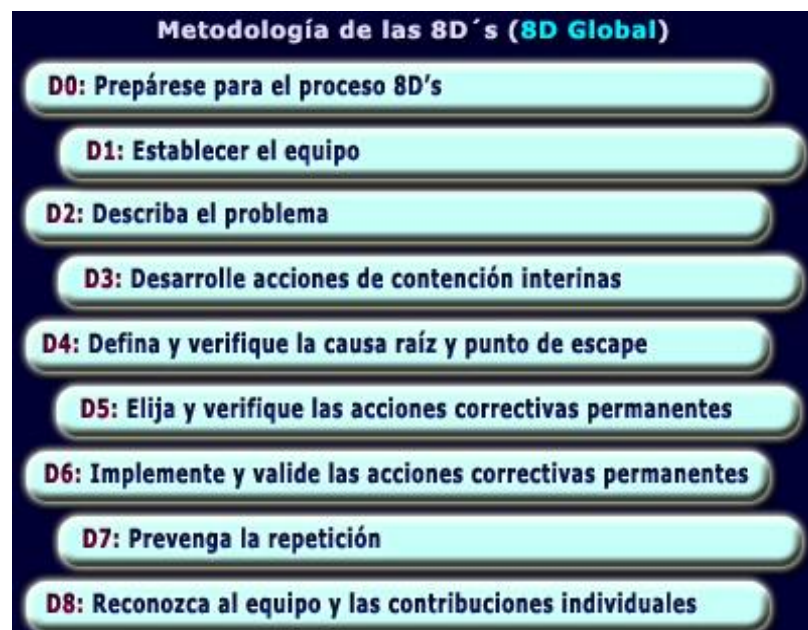 Metodología de las 8D´s (8D Global)
D0: Prepárese para el proceso 8D’s
D1: Establecer el equipo
D2: Describa el problema
D3: Desarrolle acciones de contención interinas
D4: Defina y verifique la causa raíz y punto de escape
D5: Elija y verifique las acciones correctivas permanentes
D6: Implemente y valide las acciones correctivas permanentes
D7: Prevenga la repetición
D8: Reconozca al equipo y las contribuciones individuales